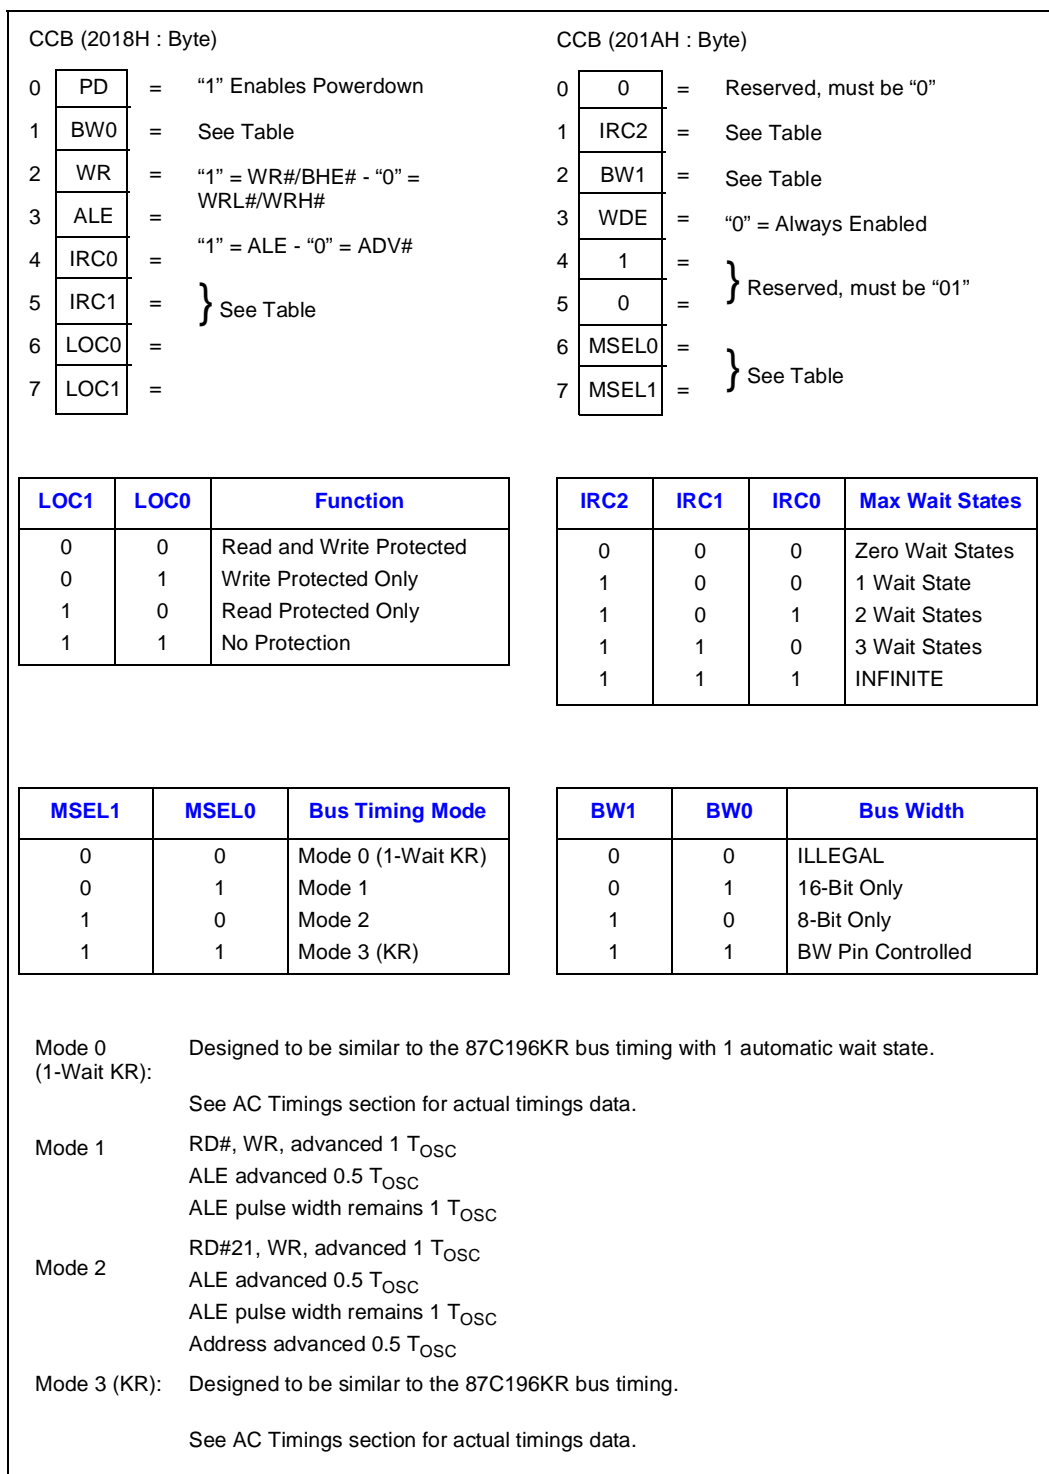 CCB (2018H : Byte)
0 PD = “1” Enables Powerdown
1 BW0 = See Table
2 WR = “1” = WR#/BHE# - “0” =
WRL#/WRH#
3 ALE =
“1” = ALE - “0” = ADV#
4 IRC0 =
5 IRC1 = } See Table
6 LOC0 =
7 LOC1 =
CCB (201AH : Byte)
0 0 = Reserved, must be “0”
1 IRC2 = See Table
2 BW1 = See Table
3 WDE = “0” = Always Enabled
4 1 =
} Reserved, must be “01”
5 0 =
6 MSEL0 =
} See Table
7 MSEL1 =
LOC1 LOC0 Function
0 0 Read and Write Protected
0 1 Write Protected Only
1 0 Read Protected Only
1 1 No Protection
IRC2 IRC1 IRC0 Max Wait States
0 0 0 Zero Wait States
1 0 0 1 Wait State
1 0 1 2 Wait States
1 1 0 3 Wait States
1 1 1 INFINITE
MSEL1 MSEL0 Bus Timing Mode
0 0 Mode 0 (1-Wait KR)
0 1 Mode 1
1 0 Mode 2
1 1 Mode 3 (KR)
BW1 BW0 Bus Width
0 0 ILLEGAL
0 1 16-Bit Only
1 0 8-Bit Only
1 1 BW Pin Controlled
Mode 0 Designed to be similar to the 87C196KR bus timing with 1 automatic wait state.
(1-Wait KR):
See AC Timings section for actual timings data.
Mode 1 RD#, WR, advanced 1 TOSC
ALE advanced 0.5 TOSC
ALE pulse width remains 1 TOSC
RD#21, WR, advanced 1 TOSC
Mode 2
ALE advanced 0.5 TOSC
ALE pulse width remains 1 TOSC
Address advanced 0.5 TOSC
Mode 3 (KR): Designed to be similar to the 87C196KR bus timing.
See AC Timings section for actual timings data.